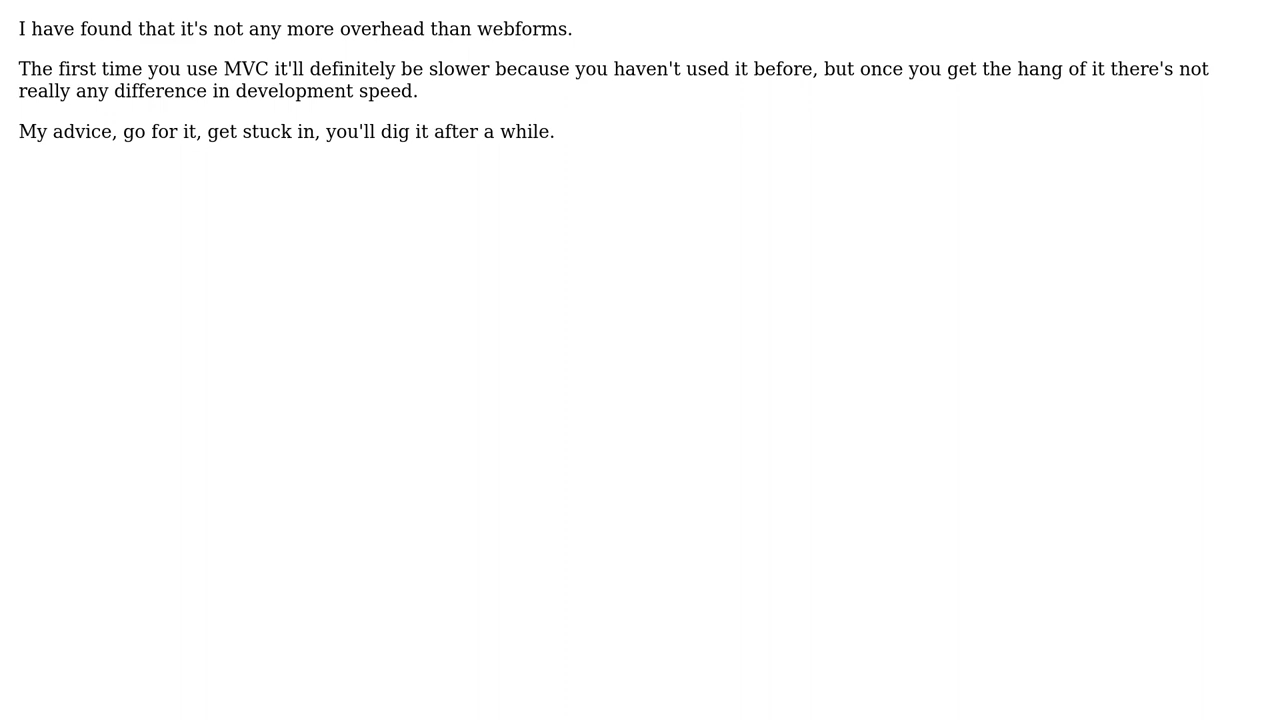 I have found that it's not any more overhead than webforms.
The first time you use MVC it'll definitely be slower because you haven't used it before, but once you get the hang of it there's not
really any difference in development speed.
My advice, go for it, get stuck in, you'll dig it after a while.